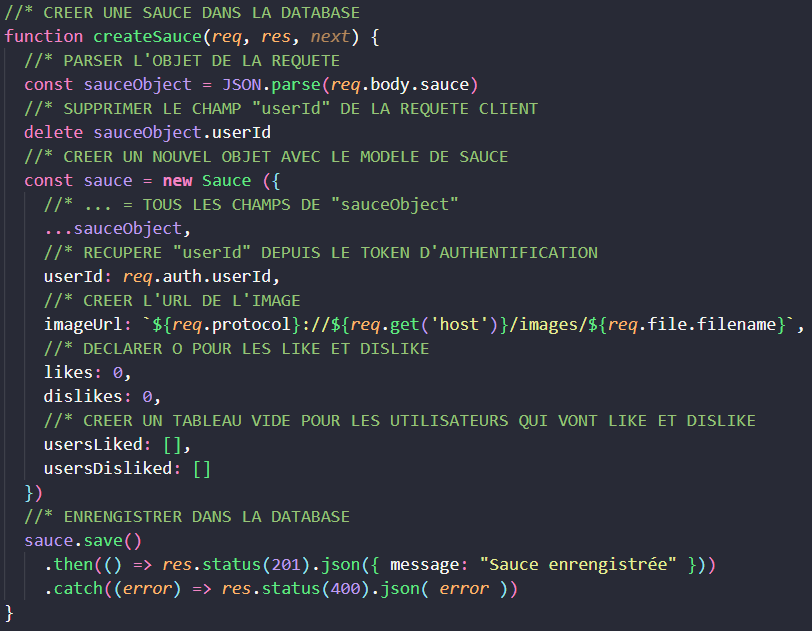 //* CREER UNE SAUCE DANS LA DATABASE
function createSauce(req, res, next) {
  //* PARSER L'OBJET DE LA REQUETE
  const sauceObject = JSON.parse(req.body.sauce)
  //* SUPPRIMER LE CHAMP "userId" DE LA REQUETE CLIENT
  delete sauceObject.userId
  //* CREER UN NOUVEL OBJET AVEC LE MODELE DE SAUCE
  const sauce = new Sauce ({
    //* ... = TOUS LES CHAMPS DE "sauceObject"
    ...sauceObject,
    //* RECUPERE "userId" DEPUIS LE TOKEN D'AUTHENTIFICATION
    userId: req.auth.userId,
    //* CREER L'URL DE L'IMAGE
    imageUrl: `${req.protocol}://${req.get('host')}/images/${req.file.filename}`,
    //* DECLARER O POUR LES LIKE ET DISLIKE
    likes: 0,
    dislikes: 0,
    //* CREER UN TABLEAU VIDE POUR LES UTILISATEURS QUI VONT LIKE ET DISLIKE
    usersLiked: [],
    usersDisliked: []
  })
  //* ENRENGISTRER DANS LA DATABASE
  sauce.save()
    .then(() => res.status(201).json({ message: "Sauce enrengistrée" }))
    .catch((error) => res.status(400).json( error ))
}